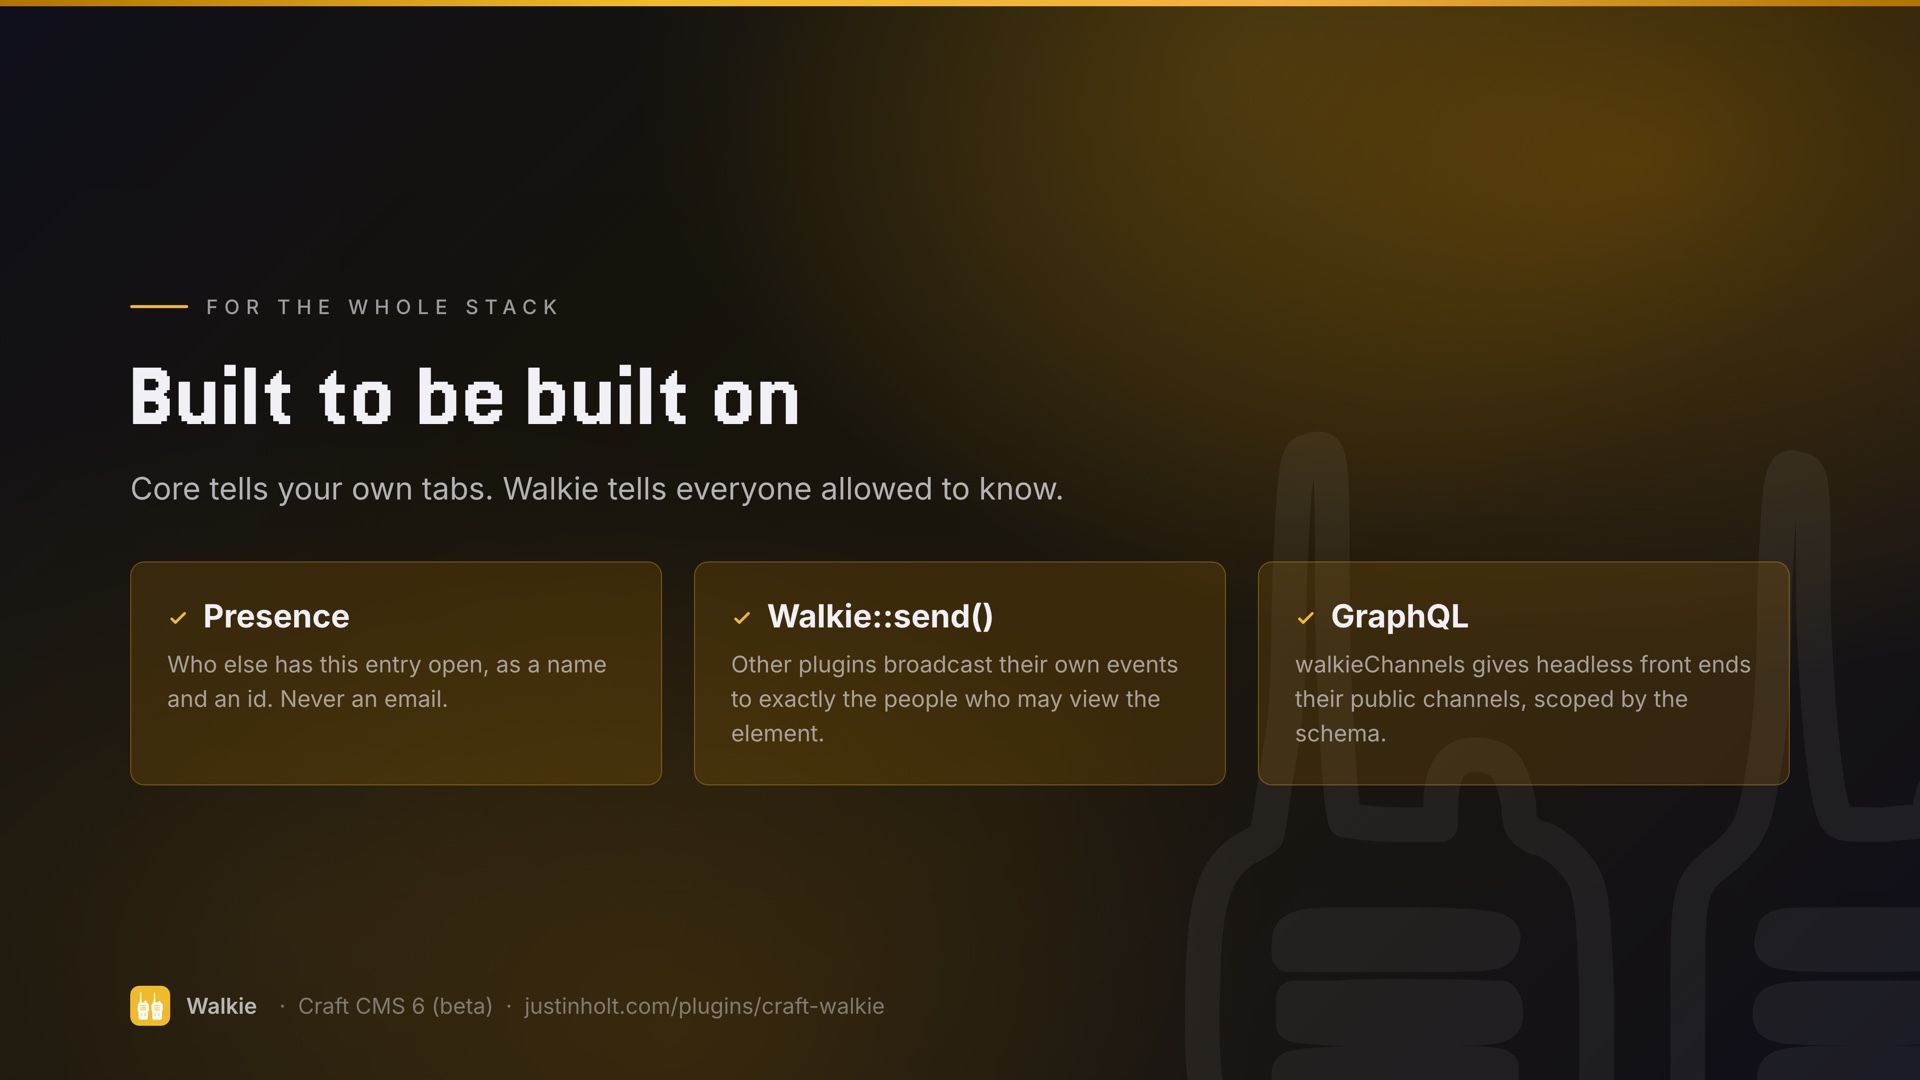 FOR THE WHOLE STACK
Built to be built on
Core tells your own tabs. Walkie tells everyone allowed to know.
Presence
Who else has this entry open, as a name
and an id. Never an email.
Walkie::send()
Other plugins broadcast their own events
to exactly the people who may view the
element.
GraphQL
walkieChannels gives headless front ends
their public channels, scoped by the
schema.
Walkie · Craft CMS 6 (beta) · justinholt.com/plugins/craft-walkie